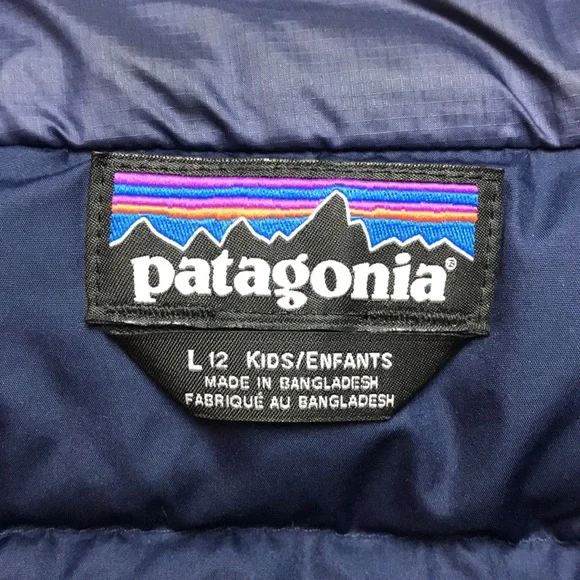 patagonia®
L 12 KIDS/ENFANTS
MADE IN BANGLADESH
FABRIQUÉ AU BANGLADESH